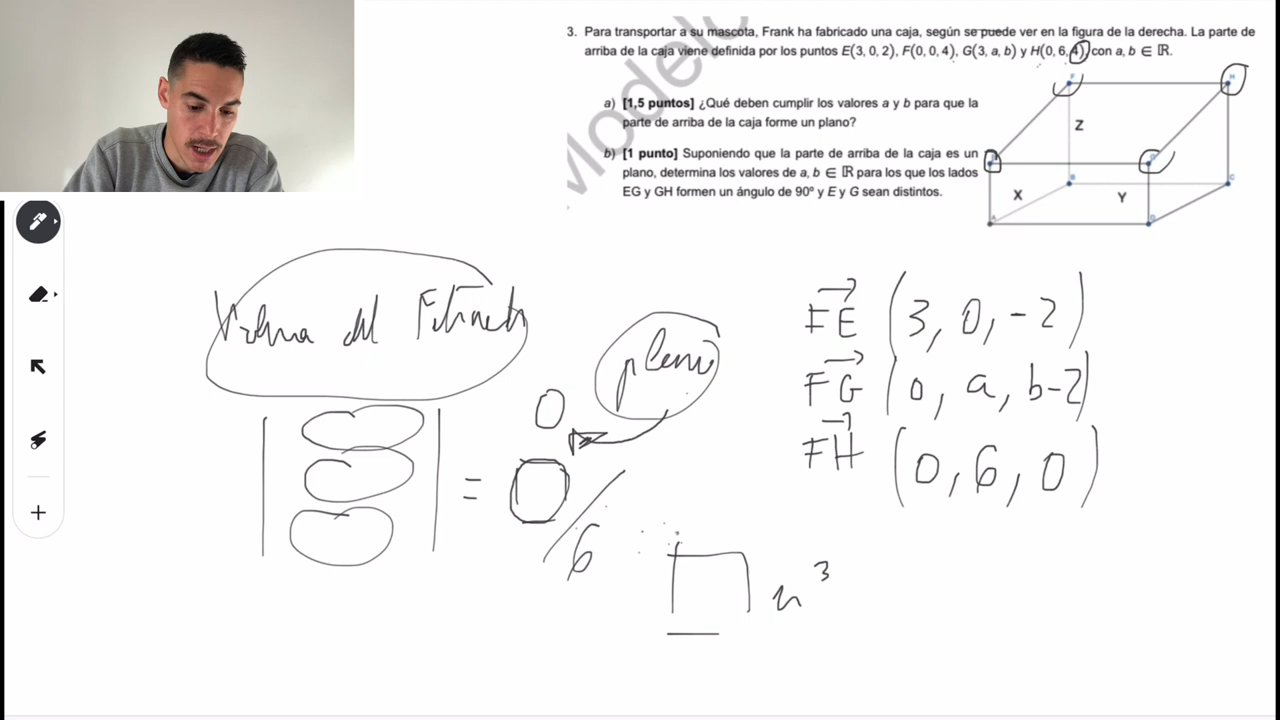 Modelo
3. Para transportar a su mascota, Frank ha fabricado una caja, según se puede ver en la figura de la derecha. La parte de
arriba de la caja viene definida por los puntos E(3, 0, 2), F(0, 0, 4), G(3, a, b) y H(0, 6, 4), con a, b ∈ ℝ.
a) [1,5 puntos] ¿Qué deben cumplir los valores a y b para que la
parte de arriba de la caja forme un plano?
b) [1 punto] Suponiendo que la parte de arriba de la caja es un
plano, determina los valores de a, b ∈ ℝ para los que los lados
EG y GH formen un ángulo de 90º y E y G sean distintos.
Z
X
Y
Volumen del Tetraedro
plano
0
= 0/6
u³
FE (3, 0, -2)
FG (0, a, b-2)
FH (0, 6, 0)